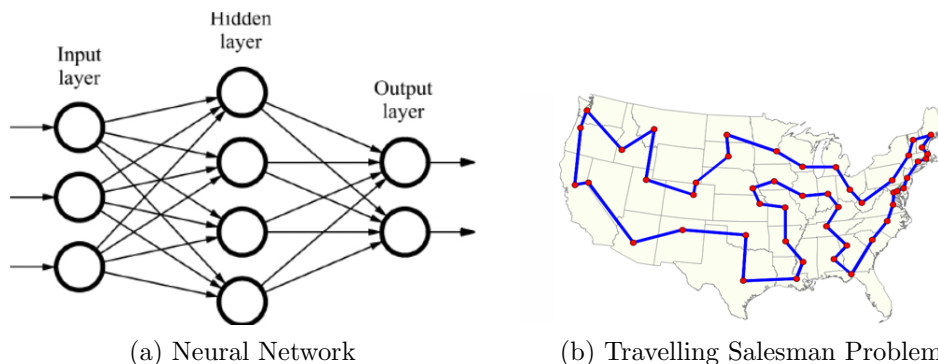 Hidden
layer
Input
layer
Output
layer
(a) Neural Network
(b) Travelling Salesman Problem